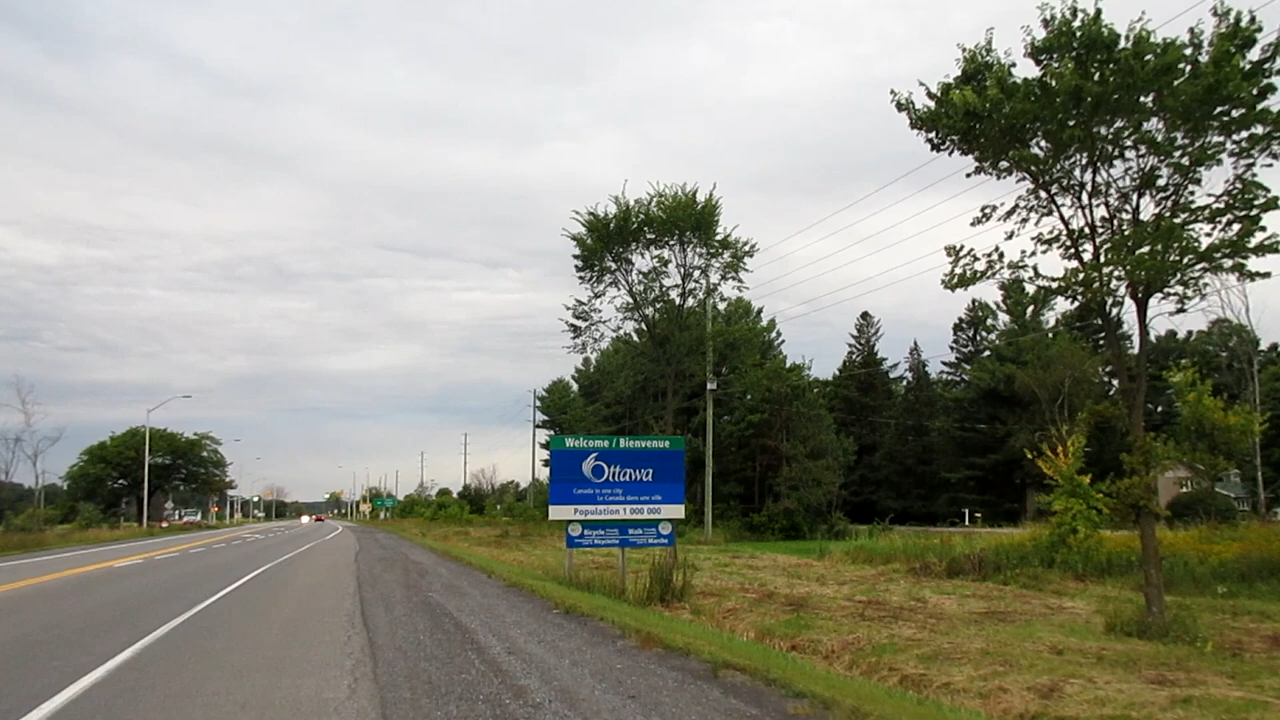 Welcome / Bienvenue
Ottawa
Canada in one city
Le Canada dans une ville
Population 1 000 000
Bicycle
Walk
Bicyclette
Marche